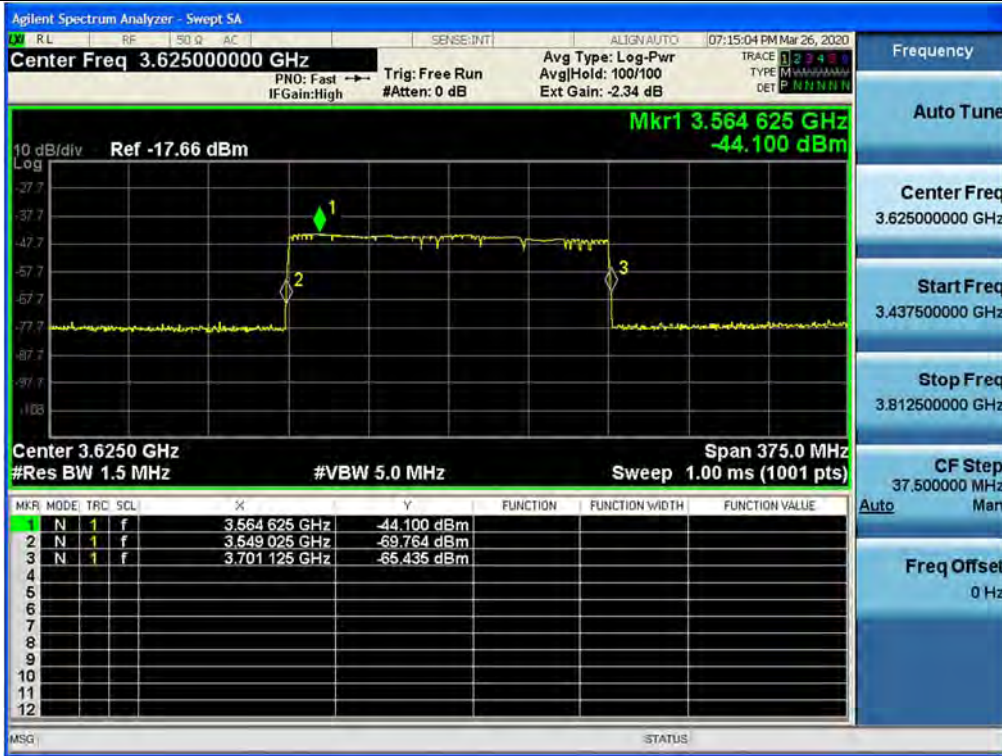 Agilent Spectrum Analyzer - Swept SA
LXI RL RF 50 Ω AC SENSE:INT ALIGN AUTO 07:15:04 PM Mar 26, 2020
Center Freq 3.625000000 GHz
PNO: Fast
IFGain:High
Trig: Free Run
#Atten: 0 dB
Avg Type: Log-Pwr
Avg|Hold: 100/100
Ext Gain: -2.34 dB
TRACE 1 2 3 4 5 6
TYPE M
DET P N N N N N
Mkr1 3.564 625 GHz
-44.100 dBm
10 dB/div Ref -17.66 dBm
Log
-27.7
-37.7
-47.7
-57.7
-67.7
-77.7
-87.7
-97.7
-108
1
2
3
Center 3.6250 GHz Span 375.0 MHz
#Res BW 1.5 MHz #VBW 5.0 MHz Sweep 1.00 ms (1001 pts)
MKR MODE TRC SCL X Y FUNCTION FUNCTION WIDTH FUNCTION VALUE
1 N 1 f 3.564 625 GHz -44.100 dBm
2 N 1 f 3.549 025 GHz -69.764 dBm
3 N 1 f 3.701 125 GHz -65.435 dBm
4
5
6
7
8
9
10
11
12
MSG STATUS
Frequency
Auto Tune
Center Freq
3.625000000 GHz
Start Freq
3.437500000 GHz
Stop Freq
3.812500000 GHz
CF Step
37.500000 MHz
Auto Man
Freq Offset
0 Hz